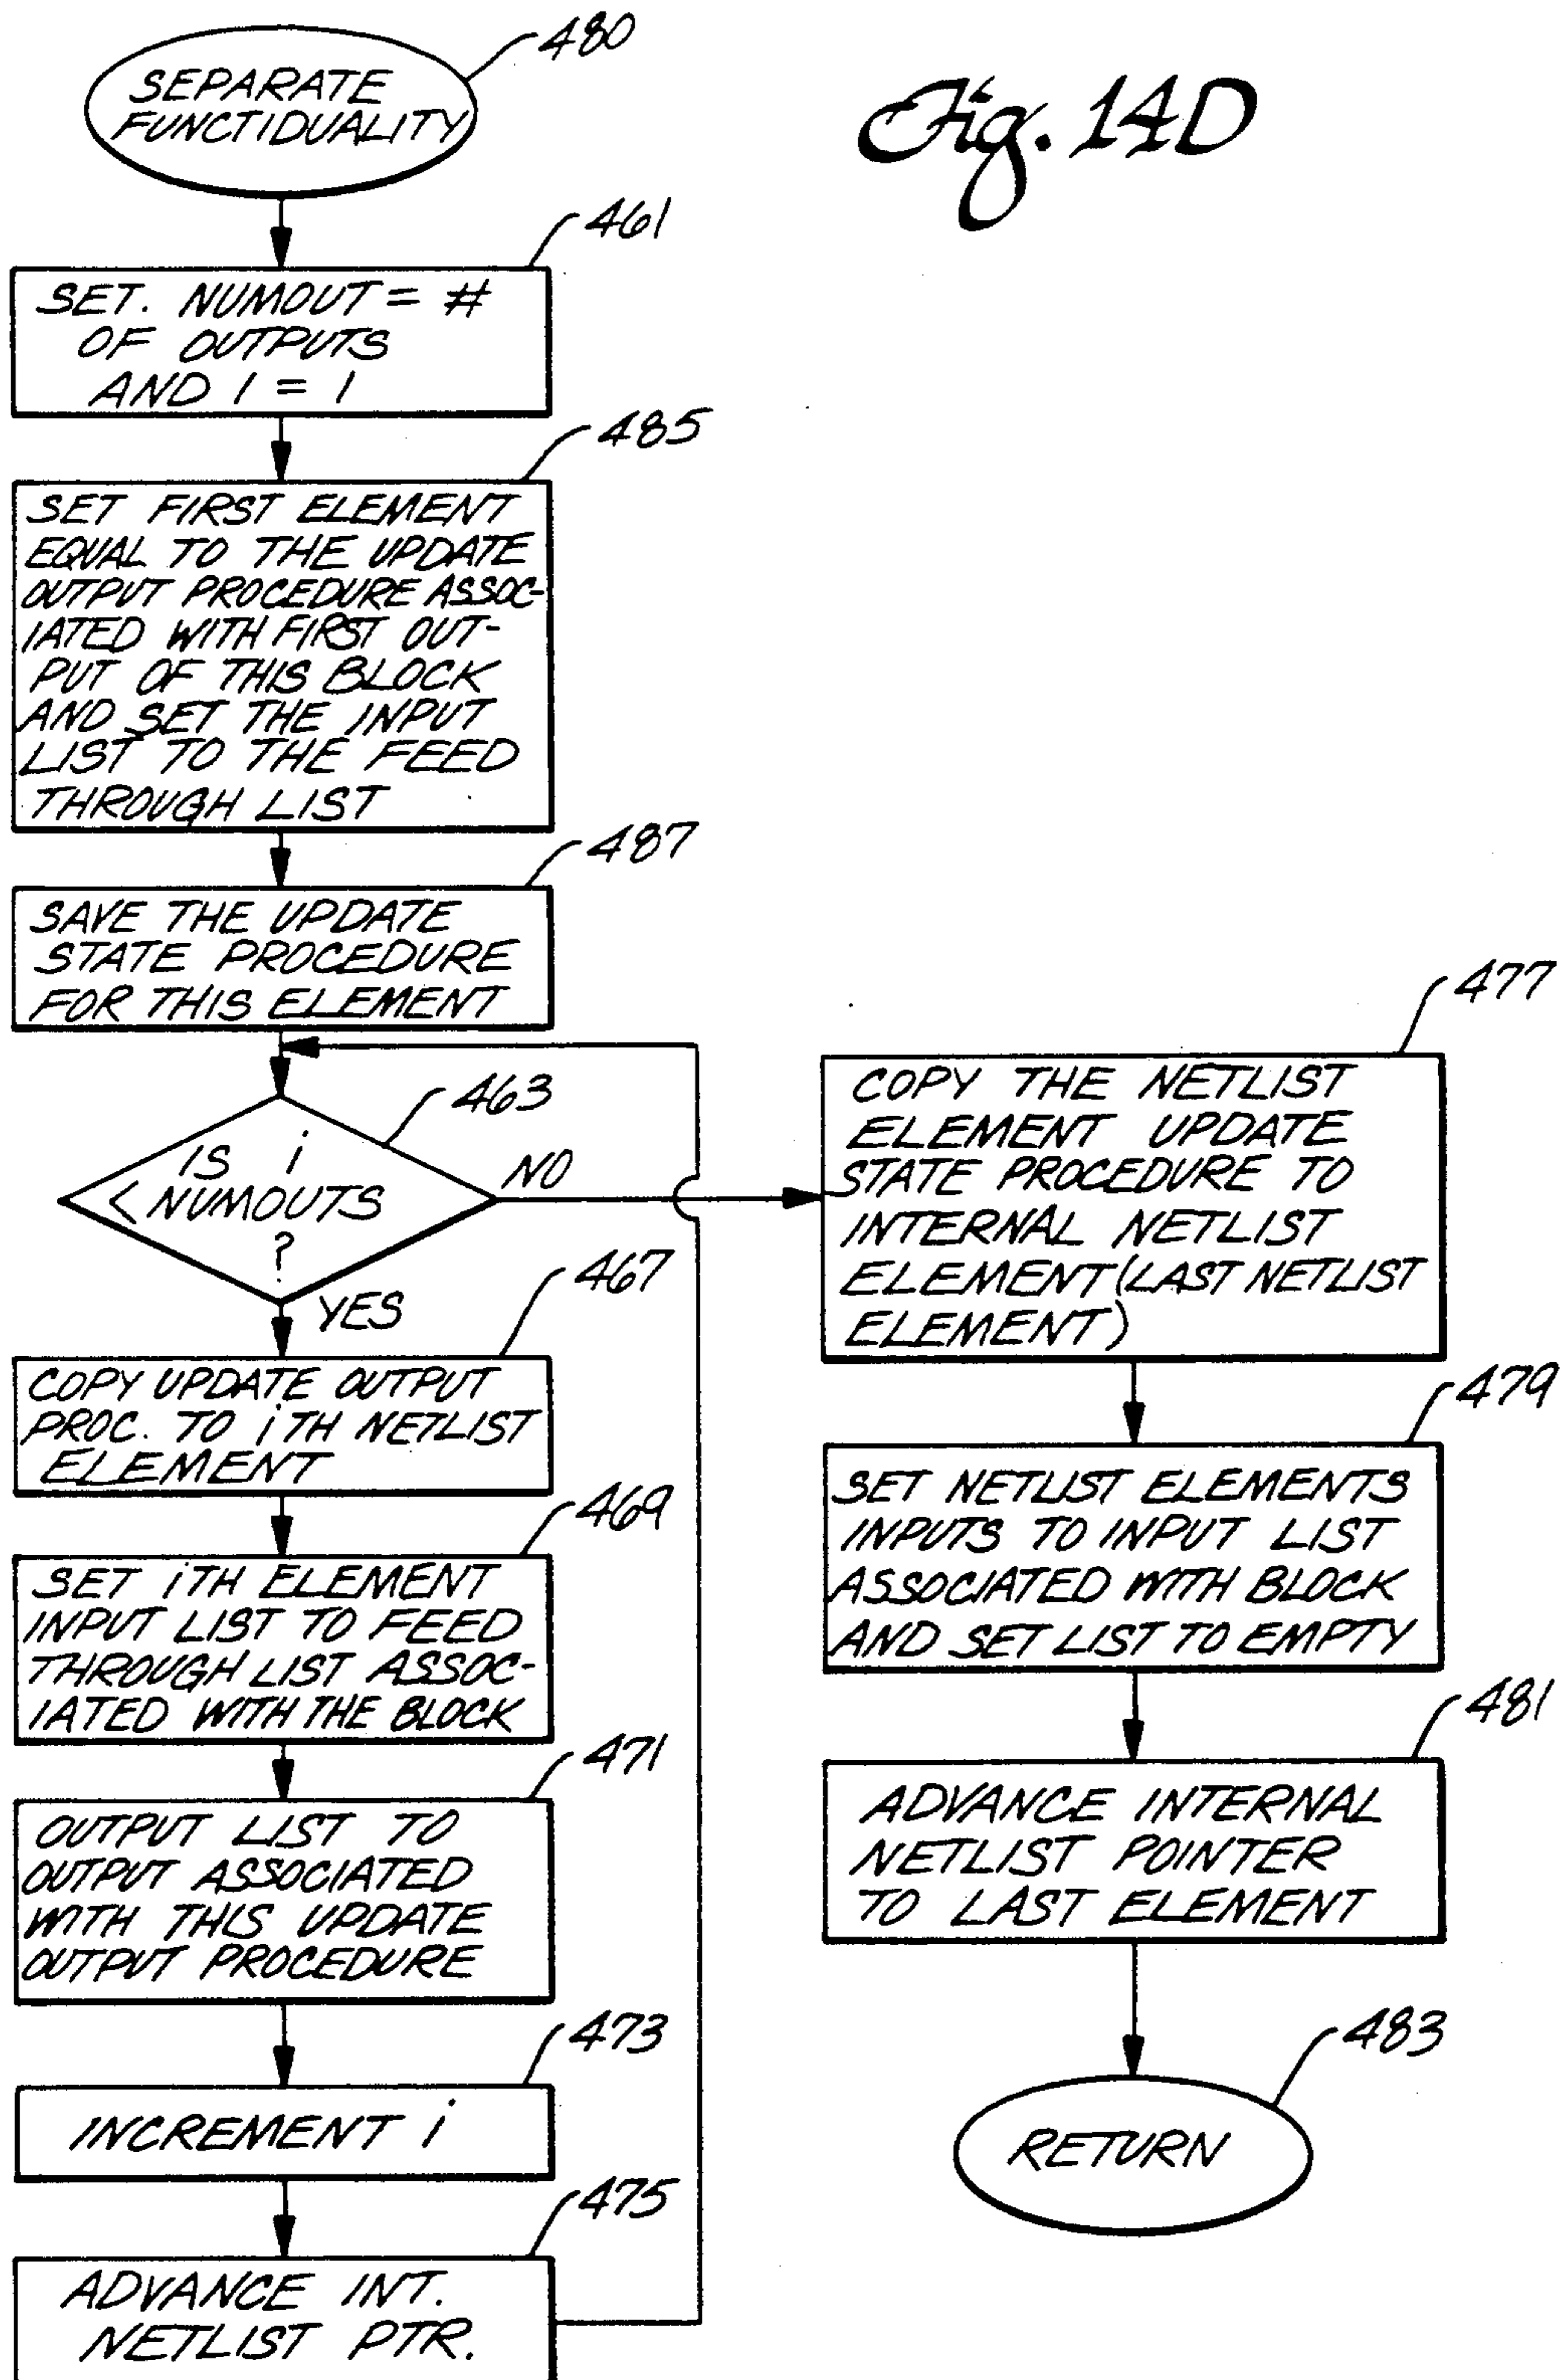 480
SEPARATE
FUNCTIDUALITY
Fig. 14D
461
SET. NUMOUT = #
OF OUTPUTS
AND I = 1
485
SET FIRST ELEMENT
EQUAL TO THE UPDATE
OUTPUT PROCEDURE ASSOC-
IATED WITH FIRST OUT-
PUT OF THIS BLOCK
AND SET THE INPUT
LIST TO THE FEED
THROUGH LIST
487
SAVE THE UPDATE
STATE PROCEDURE
FOR THIS ELEMENT
463
IS i
< NUMOUTS
?
NO
YES
467
COPY UPDATE OUTPUT
PROC. TO iTH NETLIST
ELEMENT
469
SET iTH ELEMENT
INPUT LIST TO FEED
THROUGH LIST ASSOC-
IATED WITH THE BLOCK
471
OUTPUT LIST TO
OUTPUT ASSOCIATED
WITH THIS UPDATE
OUTPUT PROCEDURE
473
INCREMENT i
475
ADVANCE INT.
NETLIST PTR.
477
COPY THE NETLIST
ELEMENT UPDATE
STATE PROCEDURE TO
INTERNAL NETLIST
ELEMENT (LAST NETLIST
ELEMENT)
479
SET NETLIST ELEMENTS
INPUTS TO INPUT LIST
ASSOCIATED WITH BLOCK
AND SET LIST TO EMPTY
481
ADVANCE INTERNAL
NETLIST POINTER
TO LAST ELEMENT
483
RETURN